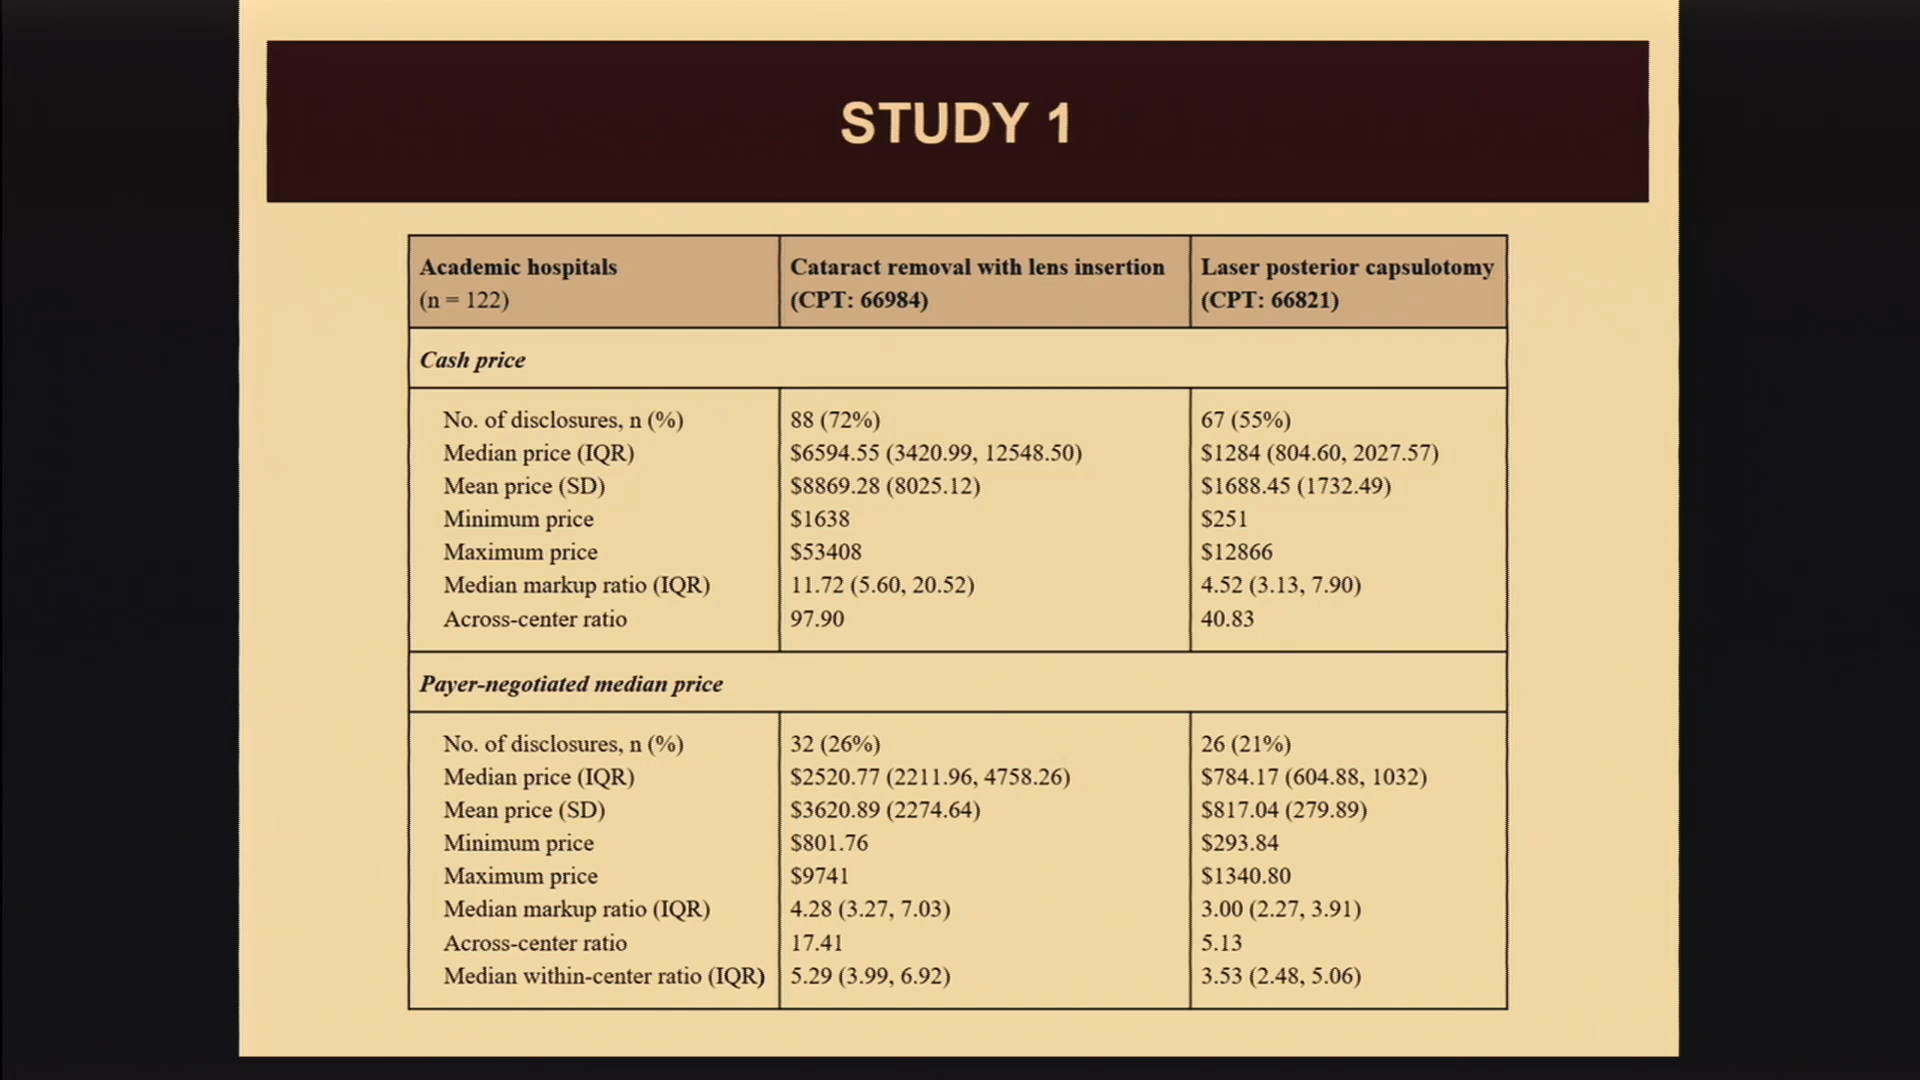 STUDY 1
Academic hospitals
(n = 122)
Cataract removal with lens insertion
(CPT: 66984)
Laser posterior capsulotomy
(CPT: 66821)
Cash price
No. of disclosures, n (%) 88 (72%) 67 (55%)
Median price (IQR) $6594.55 (3420.99, 12548.50) $1284 (804.60, 2027.57)
Mean price (SD) $8869.28 (8025.12) $1688.45 (1732.49)
Minimum price $1638 $251
Maximum price $53408 $12866
Median markup ratio (IQR) 11.72 (5.60, 20.52) 4.52 (3.13, 7.90)
Across-center ratio 97.90 40.83
Payer-negotiated median price
No. of disclosures, n (%) 32 (26%) 26 (21%)
Median price (IQR) $2520.77 (2211.96, 4758.26) $784.17 (604.88, 1032)
Mean price (SD) $3620.89 (2274.64) $817.04 (279.89)
Minimum price $801.76 $293.84
Maximum price $9741 $1340.80
Median markup ratio (IQR) 4.28 (3.27, 7.03) 3.00 (2.27, 3.91)
Across-center ratio 17.41 5.13
Median within-center ratio (IQR) 5.29 (3.99, 6.92) 3.53 (2.48, 5.06)